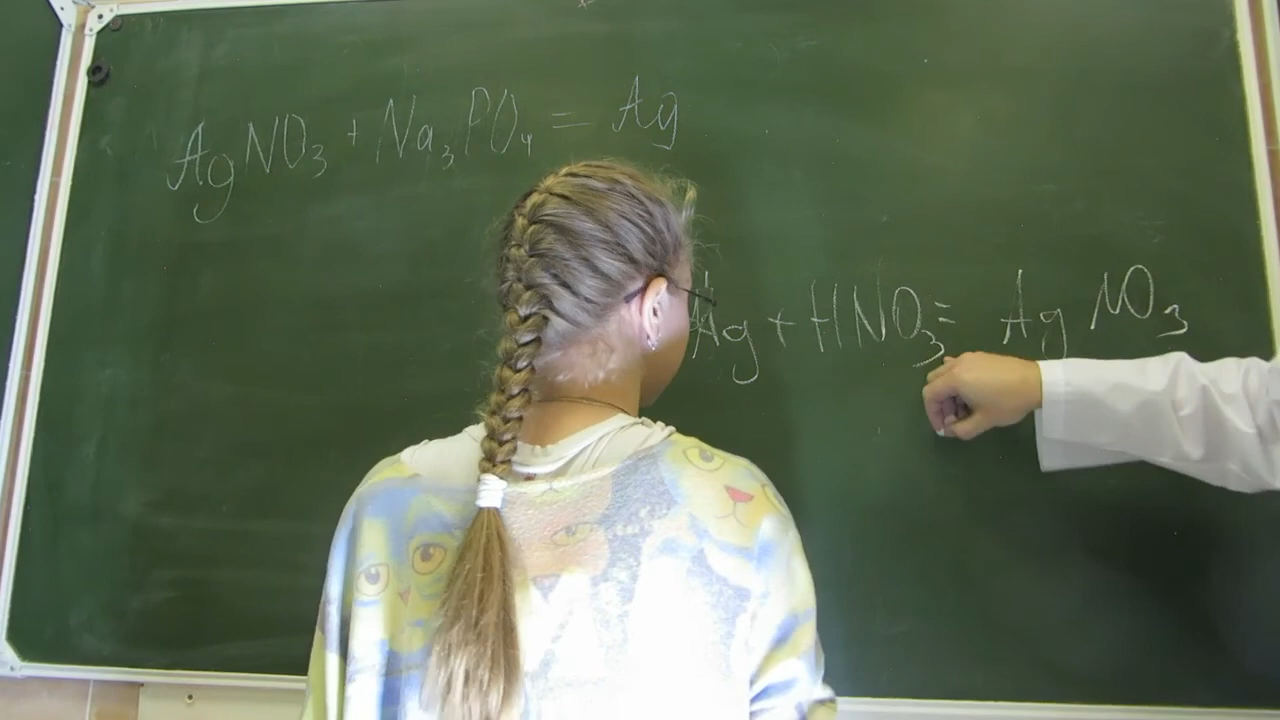 AgNO₃ + Na₃PO₄ = Ag
Ag + HNO₃ = AgNO₃